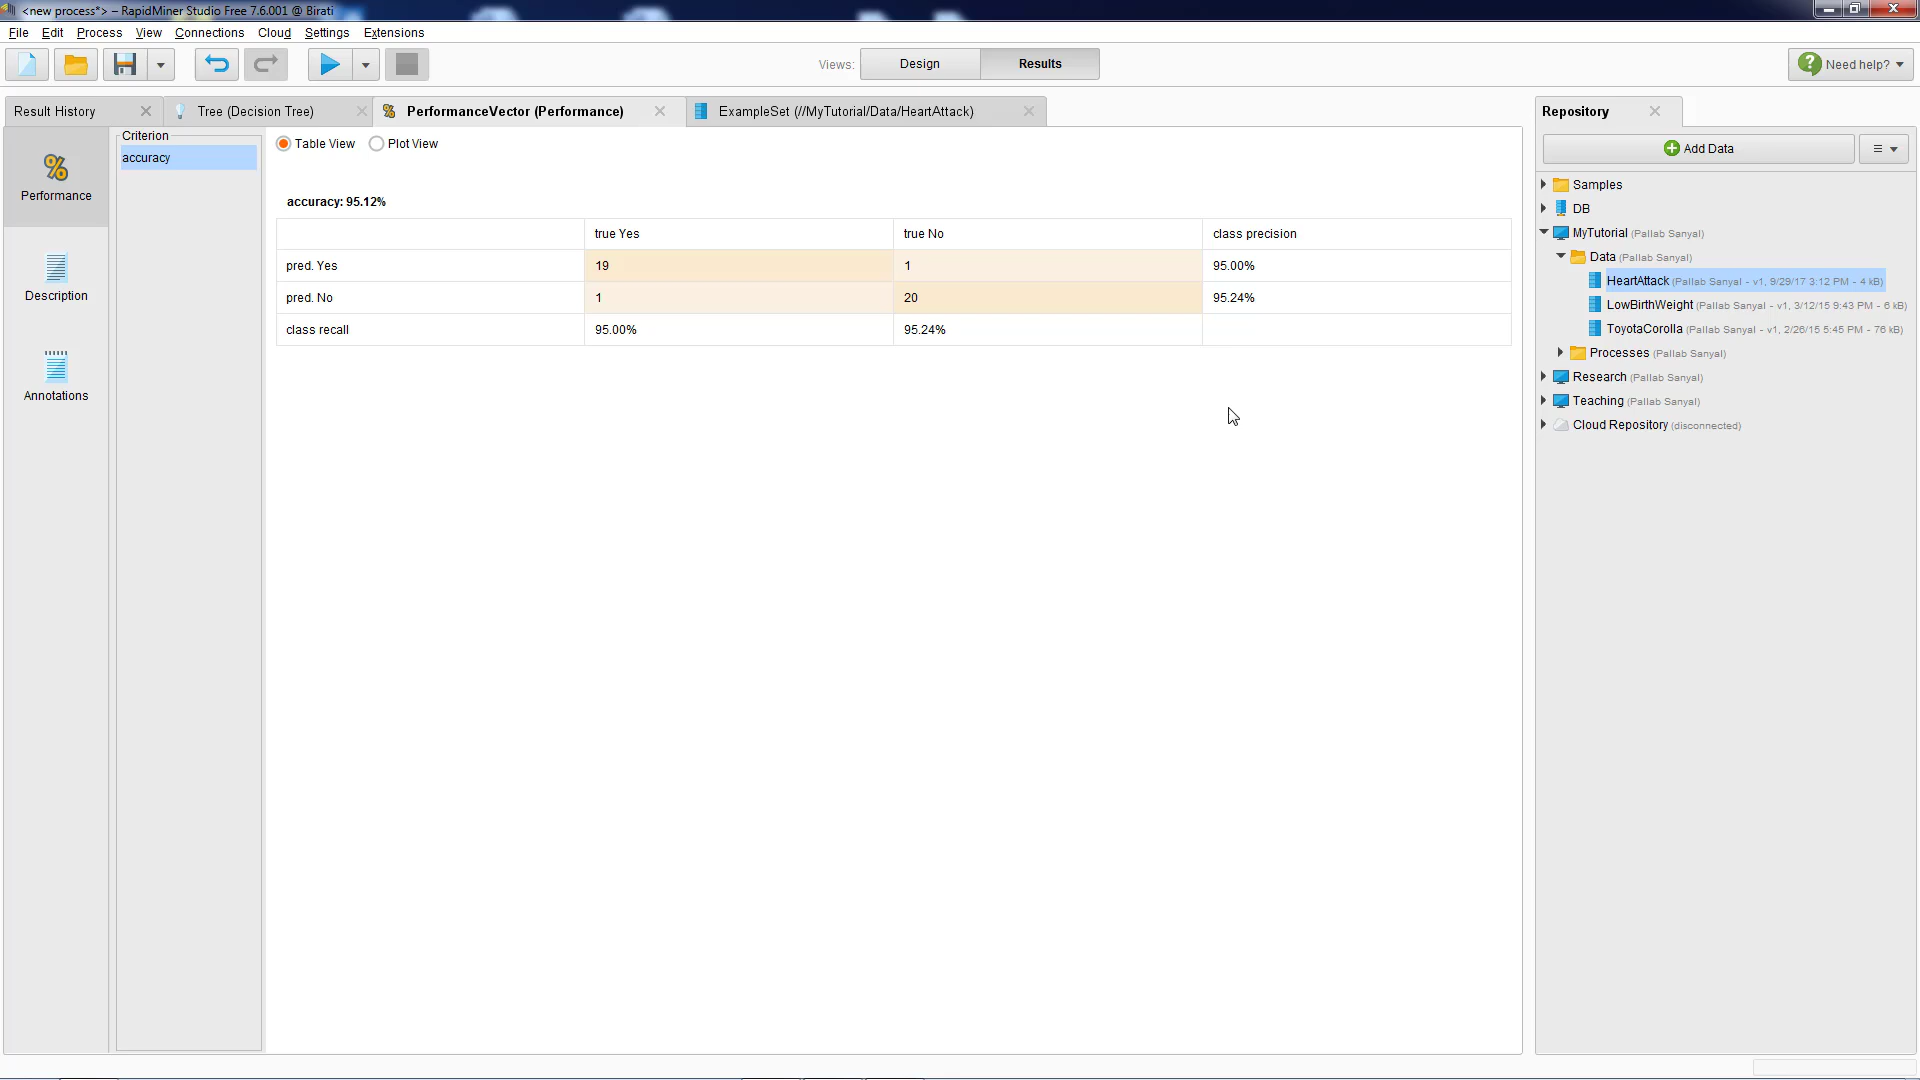 <new process*> – RapidMiner Studio Free 7.6.001 @ Birati
File Edit Process View Connections Cloud Settings Extensions
Views: Design Results
Need help?
Result History
Tree (Decision Tree)
PerformanceVector (Performance)
ExampleSet (//MyTutorial/Data/HeartAttack)
%
Performance
Description
Annotations
Criterion
accuracy
Table View Plot View
accuracy: 95.12%
true Yes true No class precision
pred. Yes 19 1 95.00%
pred. No 1 20 95.24%
class recall 95.00% 95.24%
Repository
Add Data
Samples
DB
MyTutorial (Pallab Sanyal)
Data (Pallab Sanyal)
HeartAttack (Pallab Sanyal - v1, 9/29/17 3:12 PM - 4 kB)
LowBirthWeight (Pallab Sanyal - v1, 3/12/15 9:43 PM - 6 kB)
ToyotaCorolla (Pallab Sanyal - v1, 2/26/15 5:45 PM - 76 kB)
Processes (Pallab Sanyal)
Research (Pallab Sanyal)
Teaching (Pallab Sanyal)
Cloud Repository (disconnected)